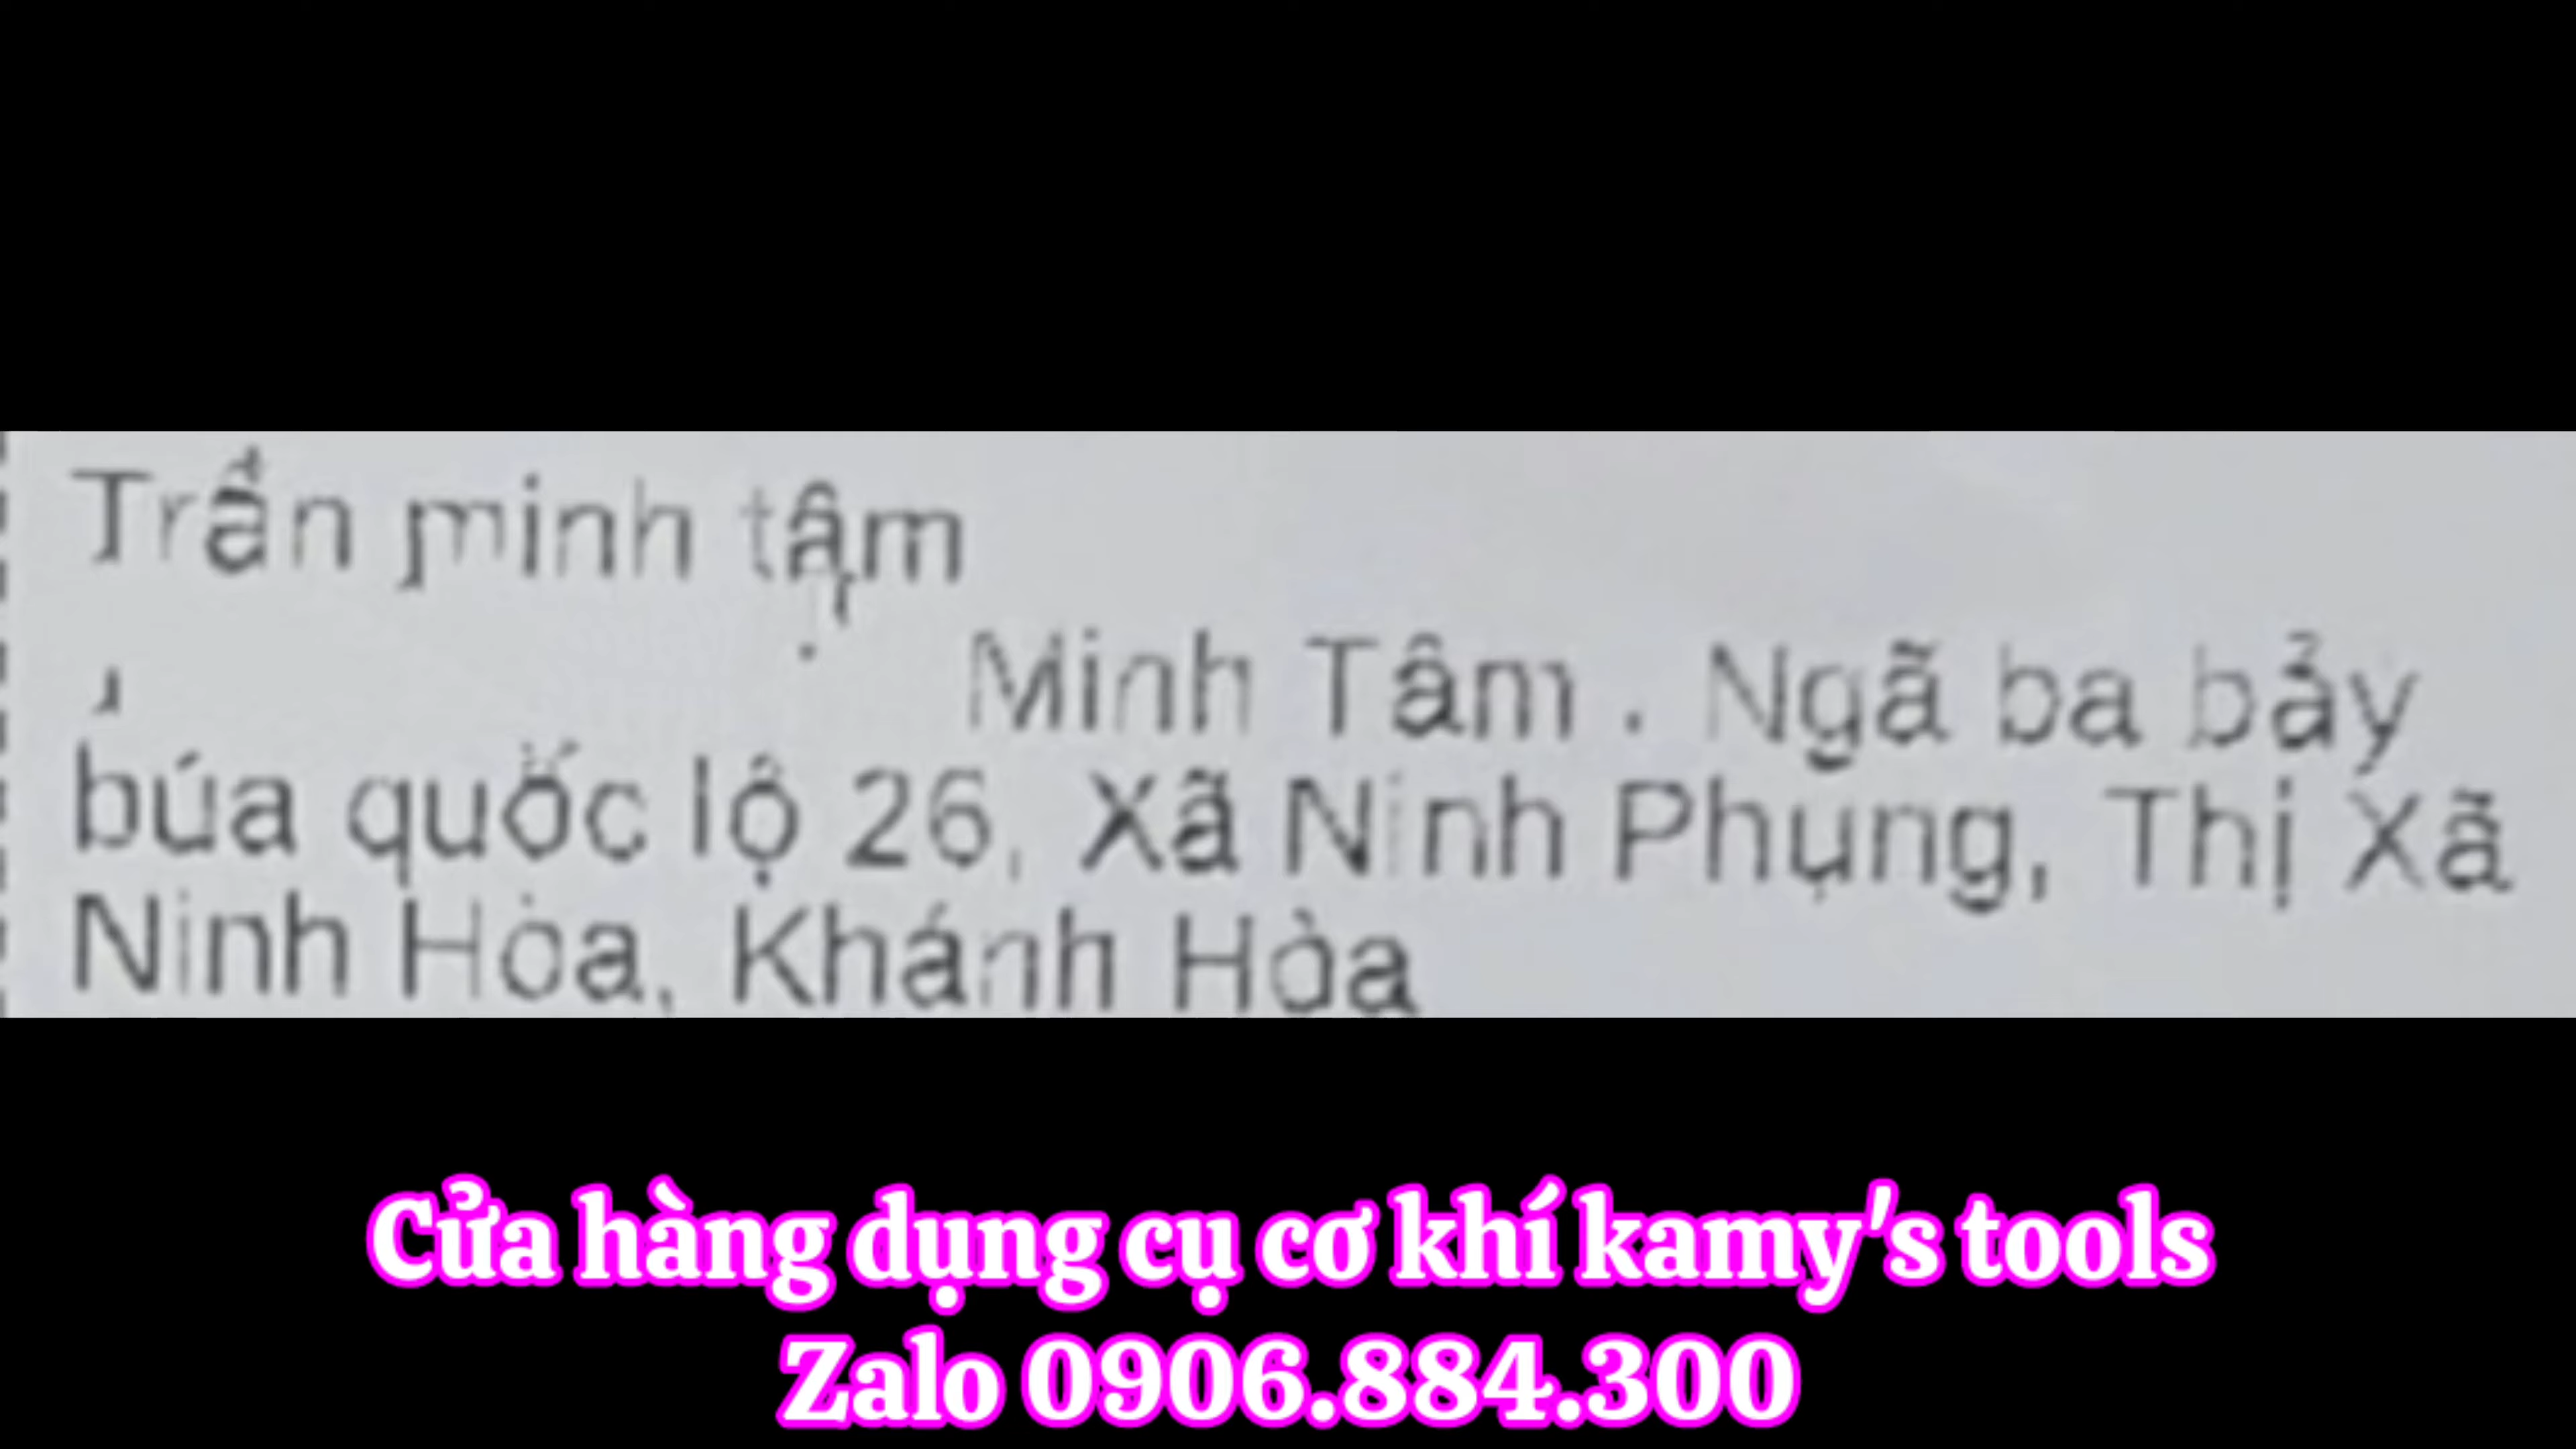 Trần minh tâm
Minh Tâm . Ngã ba bảy
búa quốc lộ 26, Xã Ninh Phụng, Thị Xã
Ninh Hòa, Khánh Hòa
Cửa hàng dụng cụ cơ khí kamy's tools
Zalo 0906.884.300